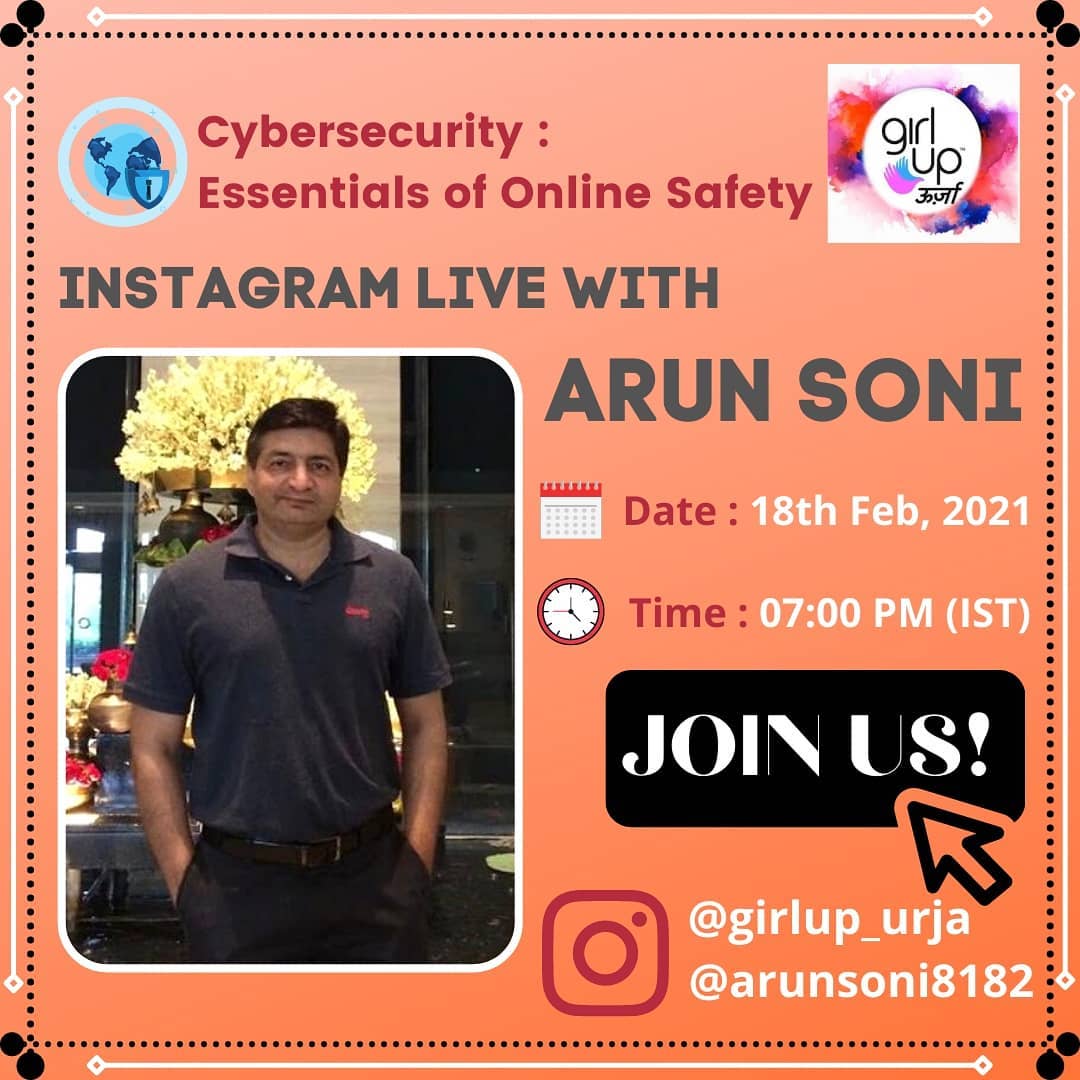 Cybersecurity :
Essentials of Online Safety
girl
up™
ऊर्जा
INSTAGRAM LIVE WITH
ARUN SONI
Date : 18th Feb, 2021
Time : 07:00 PM (IST)
JOIN US!
@girlup_urja
@arunsoni8182